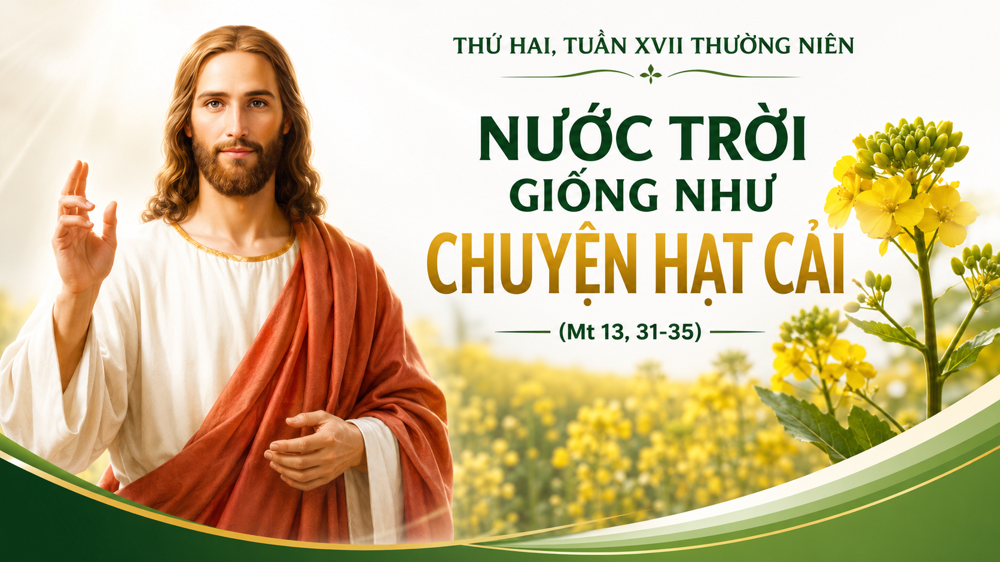 THỨ HAI, TUẦN XVII THƯỜNG NIÊN
NƯỚC TRỜI
GIỐNG NHƯ
CHUYỆN HẠT CẢI
(Mt 13, 31-35)